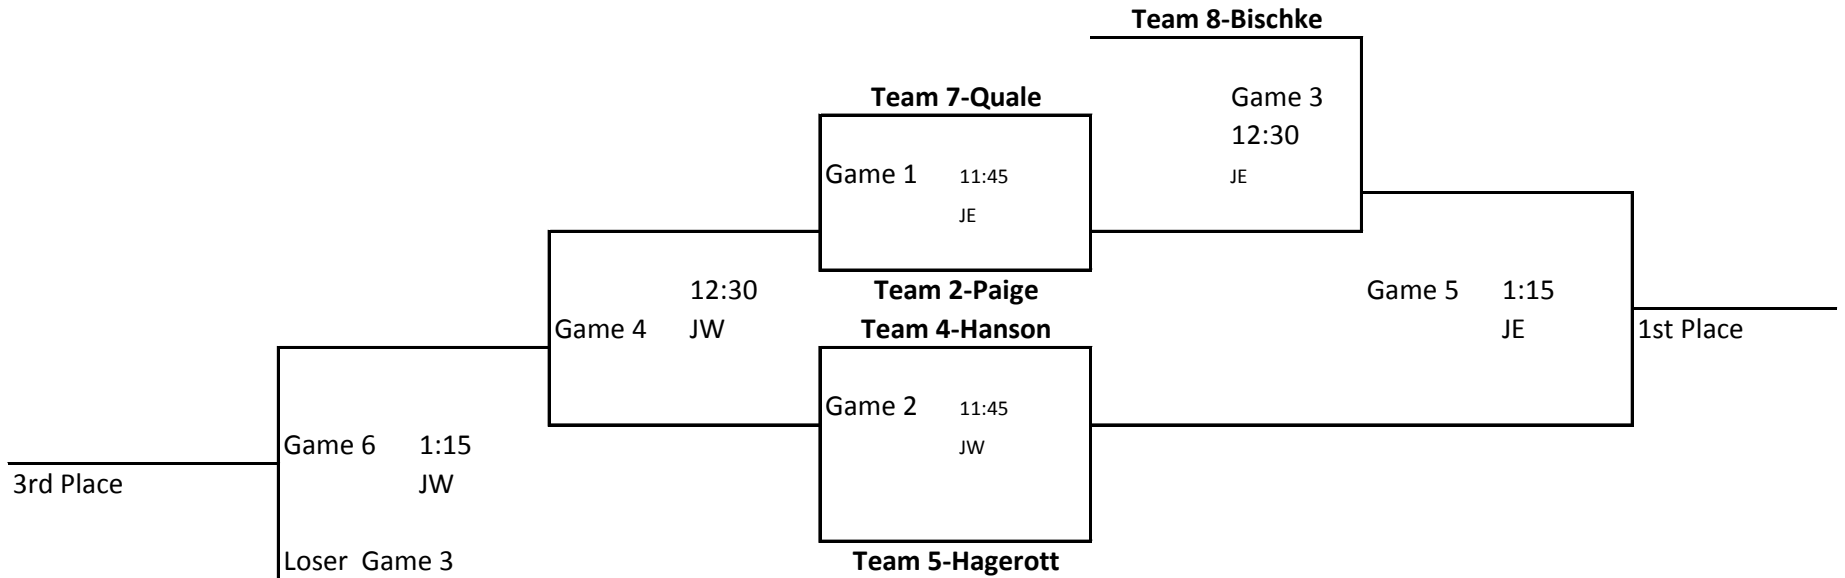 Team 8-Bischke
Team 7-Quale
Game 3
12:30
Game 1 11:45
JE
JE
12:30
Team 2-Paige
Game 5 1:15
Game 4 JW
Team 4-Hanson
JE
1st Place
Game 2 11:45
Game 6 1:15
JW
3rd Place
JW
Loser Game 3
Team 5-Hagerott